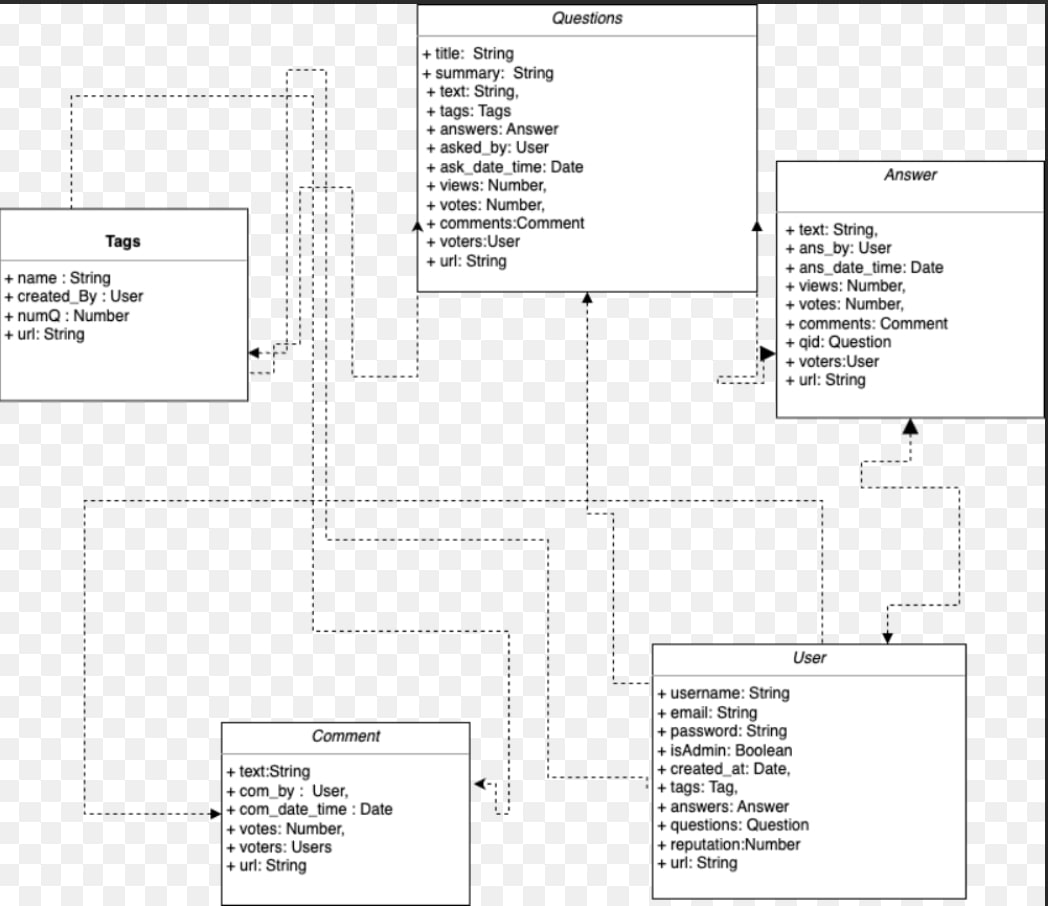 Questions
+ title: String
+ summary: String
+ text: String,
+ tags: Tags
+ answers: Answer
+ asked_by: User
+ ask_date_time: Date
+ views: Number,
+ votes: Number,
+ comments:Comment
+ voters:User
+ url: String
Answer
+ text: String,
+ ans_by: User
+ ans_date_time: Date
+ views: Number,
+ votes: Number,
+ comments: Comment
+ qid: Question
+ voters:User
+ url: String
Tags
+ name : String
+ created_By : User
+ numQ : Number
+ url: String
User
+ username: String
+ email: String
+ password: String
+ isAdmin: Boolean
+ created_at: Date,
+ tags: Tag,
+ answers: Answer
+ questions: Question
+ reputation:Number
+ url: String
Comment
+ text:String
+ com_by : User,
+ com_date_time : Date
+ votes: Number,
+ voters: Users
+ url: String